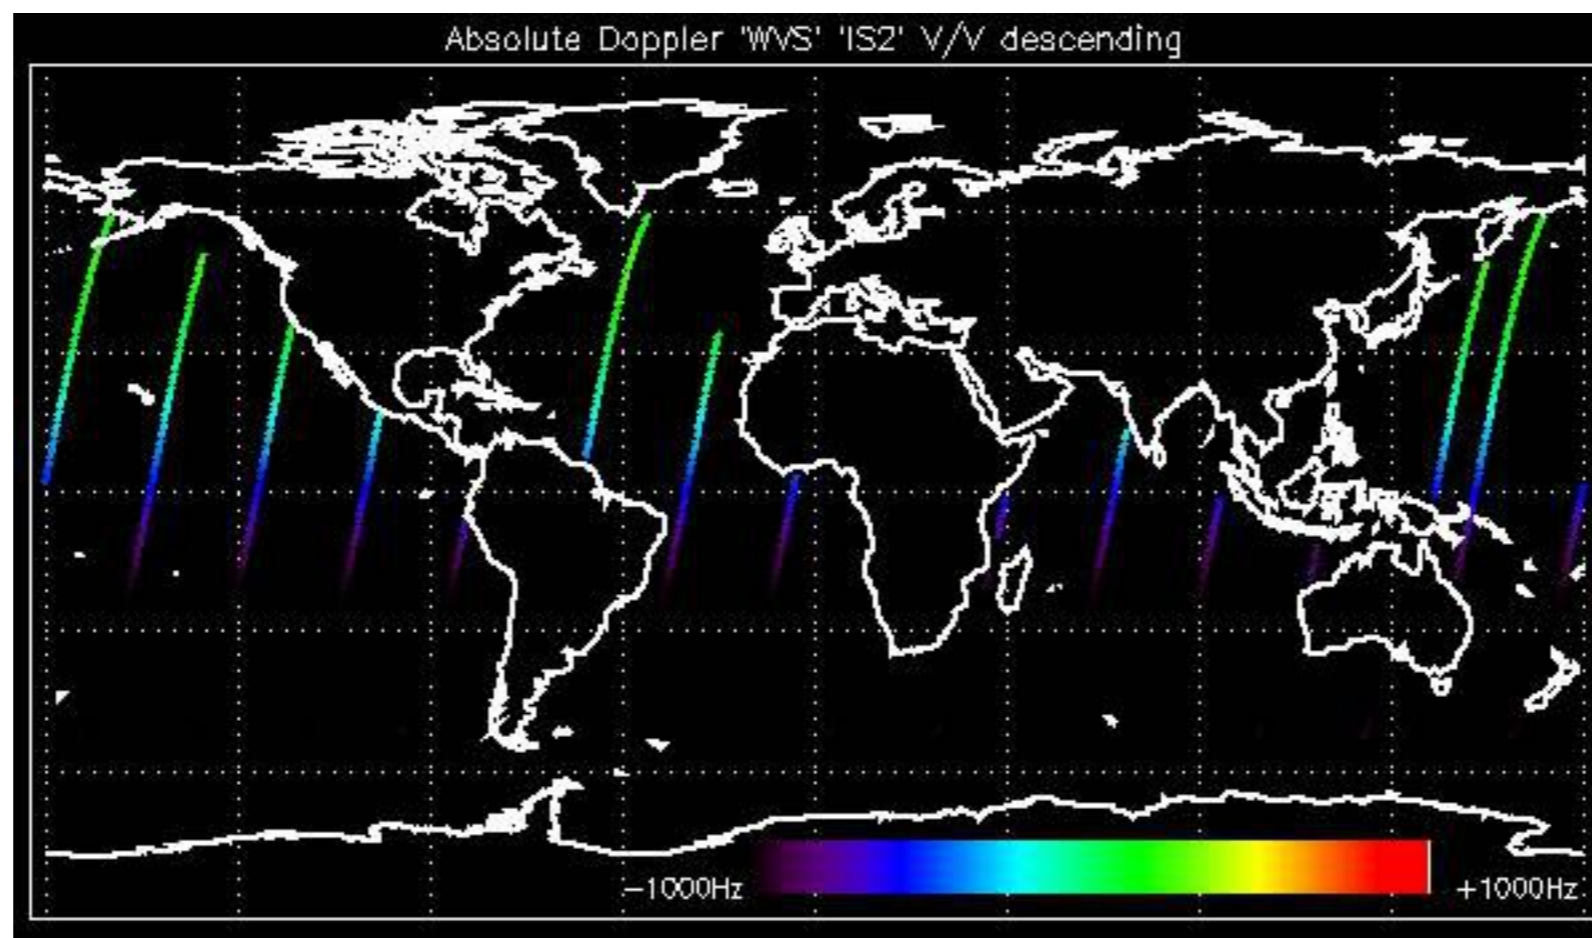 Absolute Doppler 'WVS' 'IS2' V/V descending
−1000Hz
+1000Hz